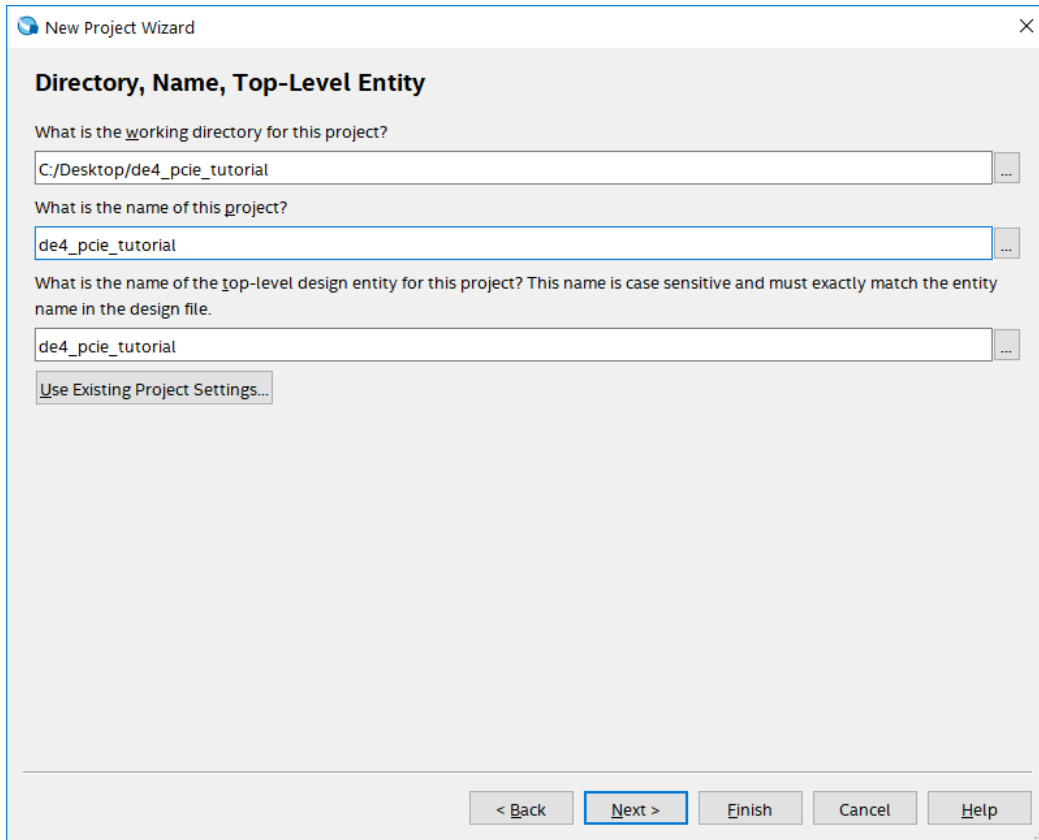 New Project Wizard
Directory, Name, Top-Level Entity
What is the working directory for this project?
C:/Desktop/de4_pcie_tutorial
...
What is the name of this project?
de4_pcie_tutorial
...
What is the name of the top-level design entity for this project? This name is case sensitive and must exactly match the entity
name in the design file.
de4_pcie_tutorial
...
Use Existing Project Settings...
< Back Next > Finish Cancel Help